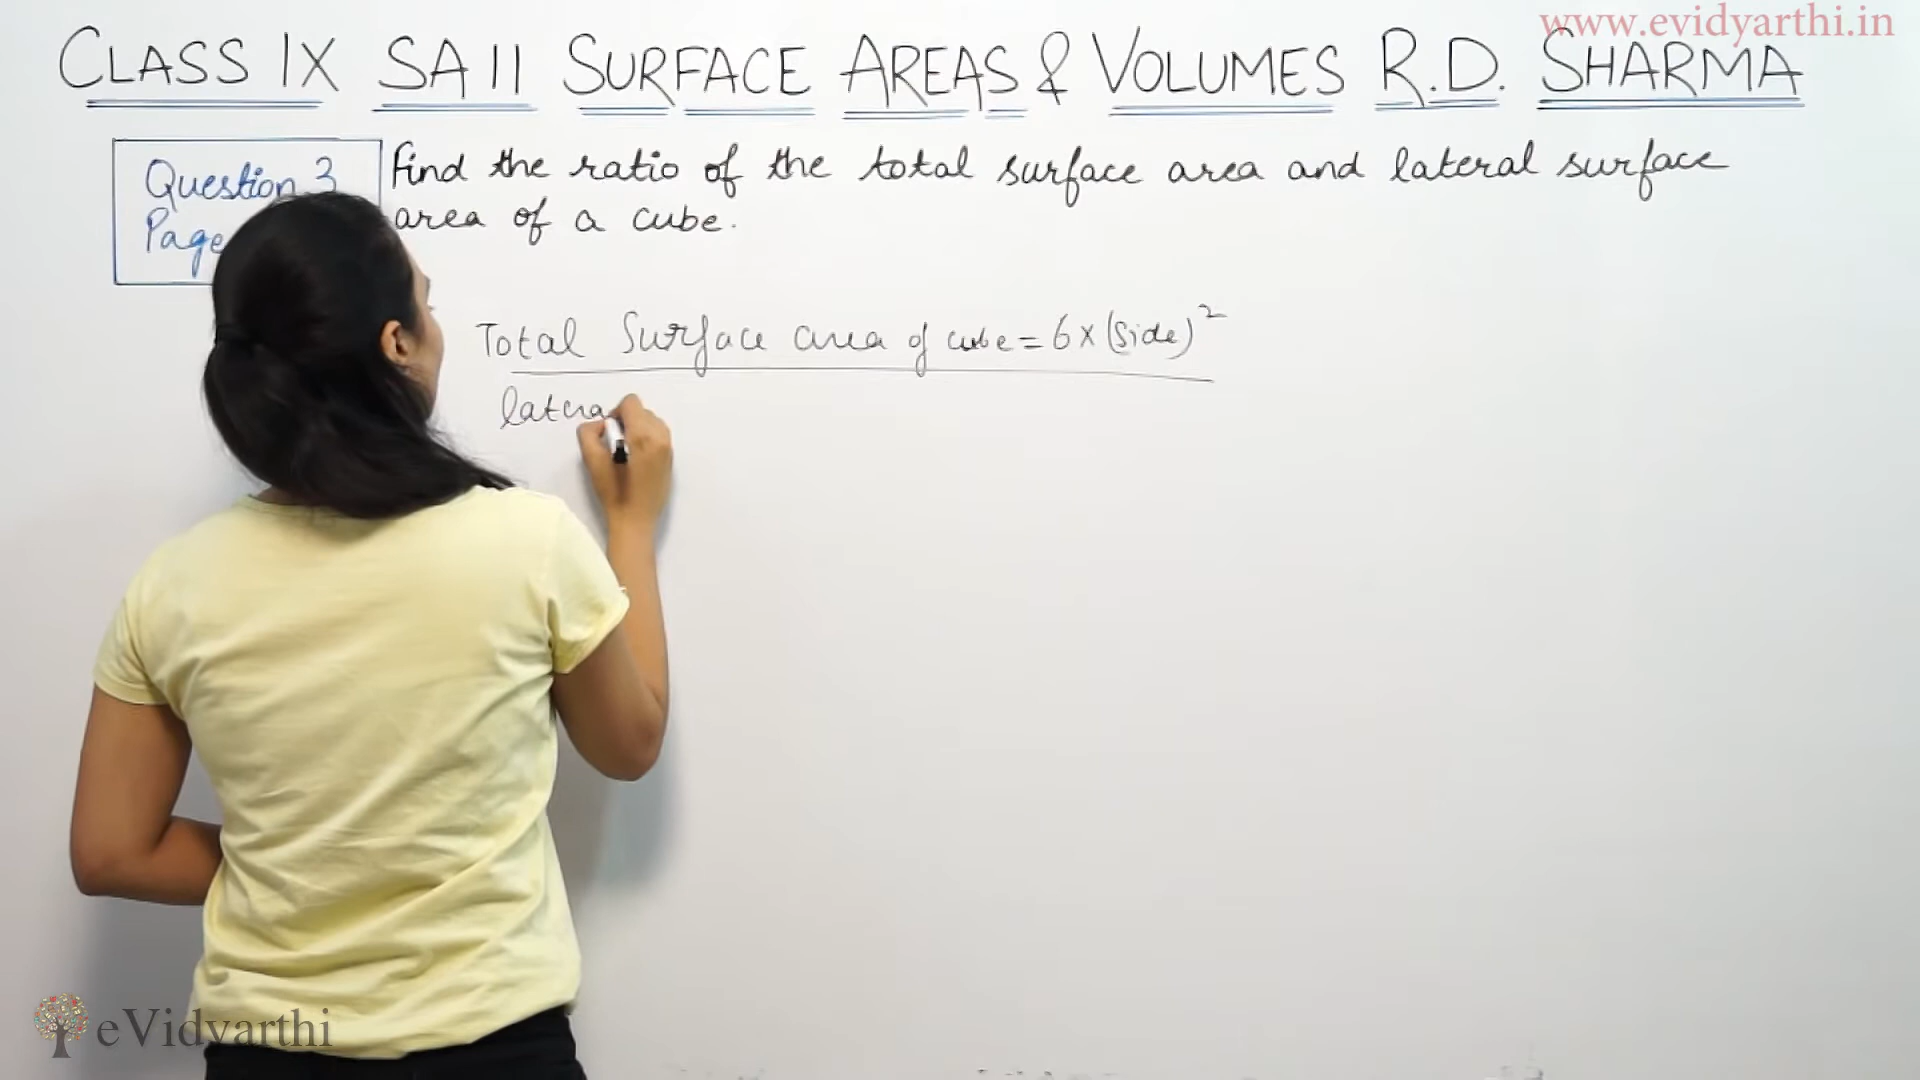 www.evidyarthi.in
CLASS IX SA II SURFACE AREAS & VOLUMES R.D. SHARMA
Question 3
Page
Find the ratio of the total surface area and lateral surface
area of a cube.
Total Surface area of cube = 6 × (Side)²
latera
eVidyarthi